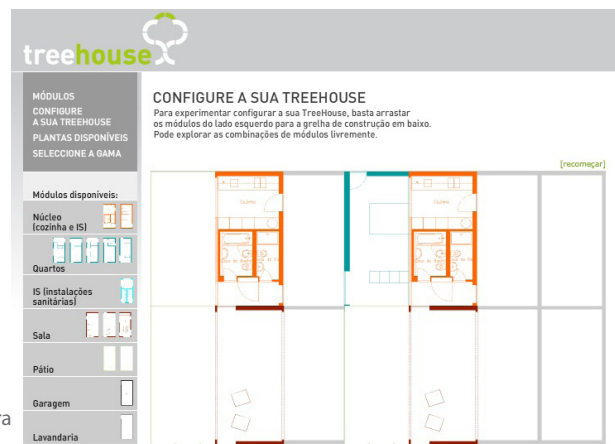 treehouse
MÓDULOS
CONFIGURE
A SUA TREEHOUSE
PLANTAS DISPONÍVEIS
SELECCIONE A GAMA
CONFIGURE A SUA TREEHOUSE
Para experimentar configurar a sua TreeHouse, basta arrastar
os módulos do lado esquerdo para a grelha de construção em baixo.
Pode explorar as combinações de módulos livremente.
[recomeçar]
Módulos disponíveis:
Núcleo
(cozinha e IS)
Quartos
IS (instalações
sanitárias)
Sala
Pátio
Garagem
Lavandaria
ra